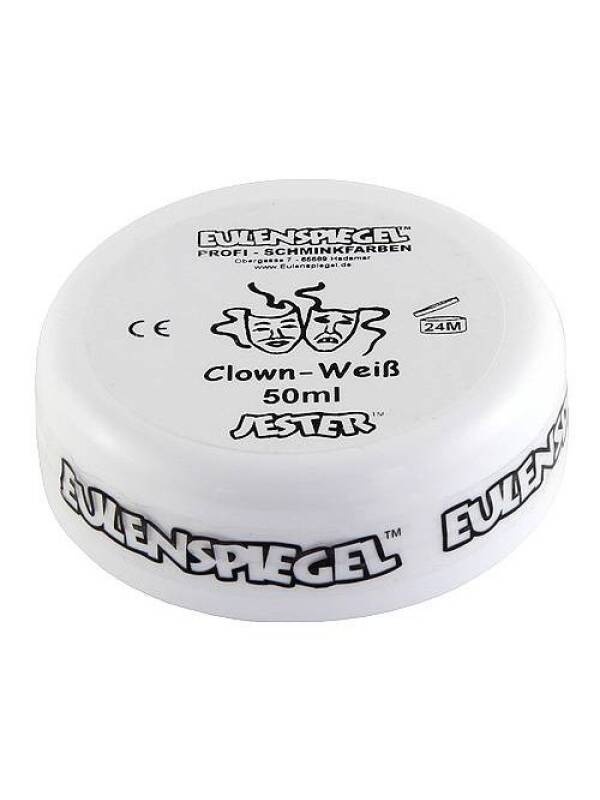 EULENSPIEGEL™
PROFI - SCHMINKFARBEN
Obergasse 7 - 65589 Hadamar
www.Eulenspiegel.de
CE
24M
Clown-Weiß
50ml
JESTER™
EULENSPIEGEL™
EULENSPIEGEL